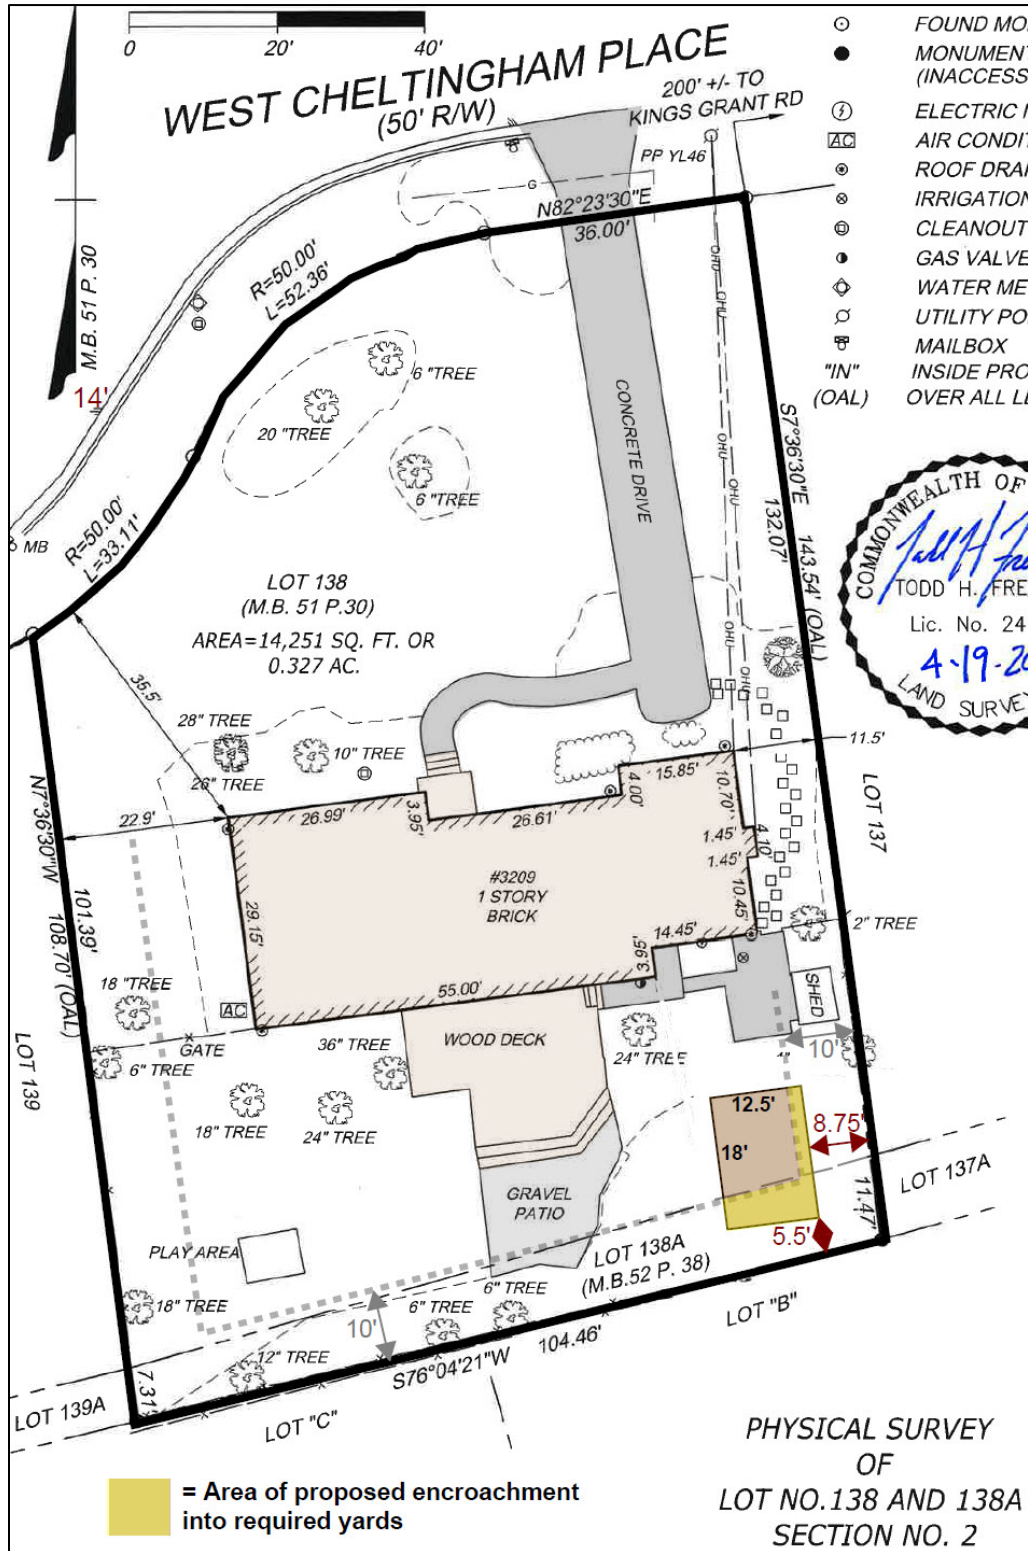 0 20' 40'
WEST CHELTINGHAM PLACE
(50' R/W)
200' +/- TO
KINGS GRANT RD
PP YL46
G
N82°23'30"E
36.00'
FOUND
MONUMENT
(INACCESS
ELECTRIC
AC AIR CONDIT
ROOF DRA
IRRIGATION
CLEANOUT
GAS VALVE
WATER ME
UTILITY PO
MAILBOX
"IN" INSIDE PRO
(OAL) OVER ALL LE
M.B. 51 P. 30
14'
R=50.00'
L=52.36'
6 "TREE
20 "TREE
6 "TREE
CONCRETE DRIVE
OHU OHU
OHU OHU
OHU OHU
S7°36'30"E 143.54' (OAL)
132.07'
COMMONWEALTH OF
TODD H. FRE
Lic. No. 24
4-19-20
LAND SURVEY
MB
R=50.00'
L=33.11'
LOT 138
(M.B. 51 P.30)
AREA=14,251 SQ. FT. OR
0.327 AC.
35.5'
28" TREE
26" TREE
10" TREE
11.5'
22.9'
26.99'
3.95'
26.61'
4.00'
15.85'
10.70'
1.45'
4.10'
1.45'
10.45'
LOT 137
N7°36'30"W 108.70' (OAL)
101.39'
#3209
1 STORY
BRICK
29.15'
14.45'
3.95'
55.00'
2" TREE
SHED
18 "TREE
AC
GATE
6" TREE
LOT 139
WOOD DECK
36" TREE
24" TREE
10'
18" TREE
24" TREE
12.5'
18'
8.75'
11.47'
LOT 137A
GRAVEL
PATIO
PLAY AREA
5.5'
LOT 138A
(M.B.52 P. 38)
6" TREE
6" TREE
18" TREE
10'
LOT "B"
104.46'
S76°04'21"W
12" TREE
7.31'
LOT 139A
LOT "C"
= Area of proposed encroachment
into required yards
PHYSICAL SURVEY
OF
LOT NO.138 AND 138A
SECTION NO. 2